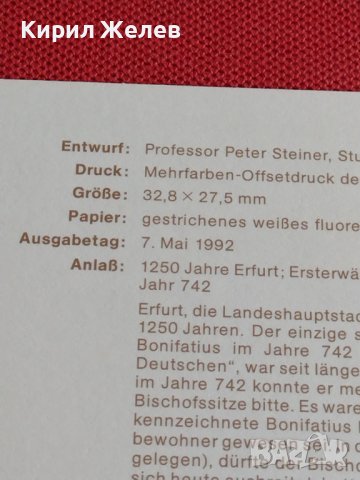 Кирил Желев
Entwurf: Professor Peter Steiner, Stu
Druck: Mehrfarben-Offsetdruck de
Größe: 32,8 × 27,5 mm
Papier: gestrichenes weißes fluore
Ausgabetag: 7. Mai 1992
Anlaß: 1250 Jahre Erfurt; Ersterwä
Jahr 742
Erfurt, die Landeshauptstad
1250 Jahren. Der einzige s
Bonifatius im Jahre 742
Deutschen“, war seit länge
im Jahre 742 konnte er me
Bischofssitze bitte. Es ware
kennzeichnete Bonifatius
bewohner gewesen sei
gelegen), dürfte der Bischo